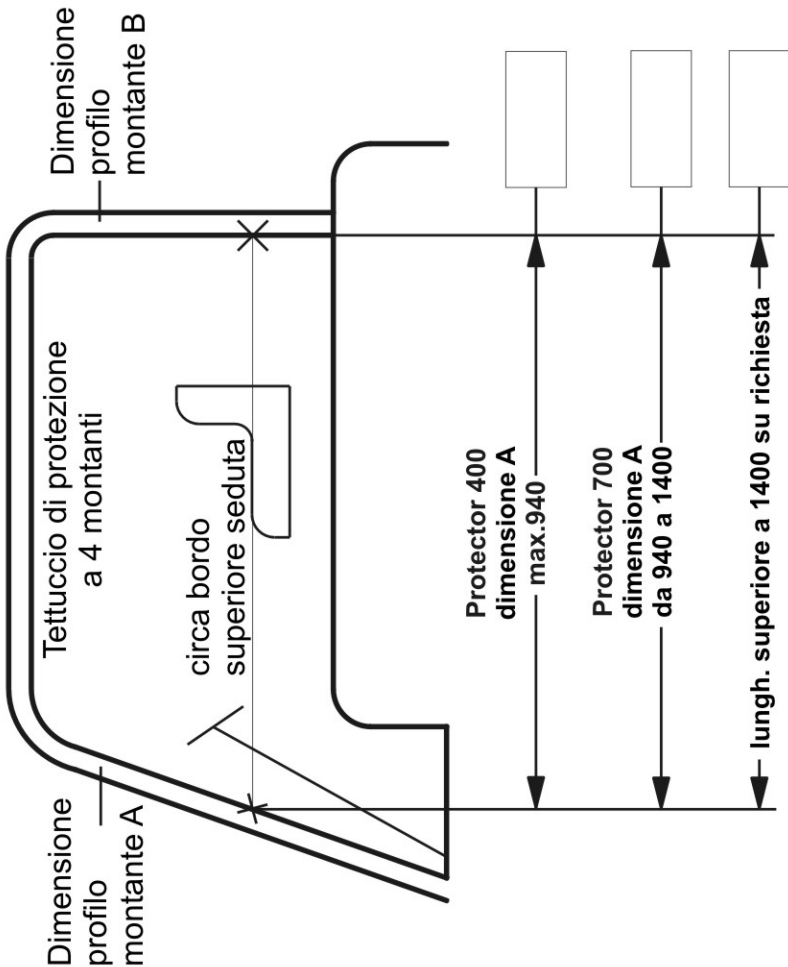 Dimensione
profilo
montante B
Tettuccio di protezione
a 4 montanti
circa bordo
superiore seduta
Dimensione
profilo
montante A
Protector 400
dimensione A
max.940
Protector 700
dimensione A
da 940 a 1400
lungh. superiore a 1400 su richiesta